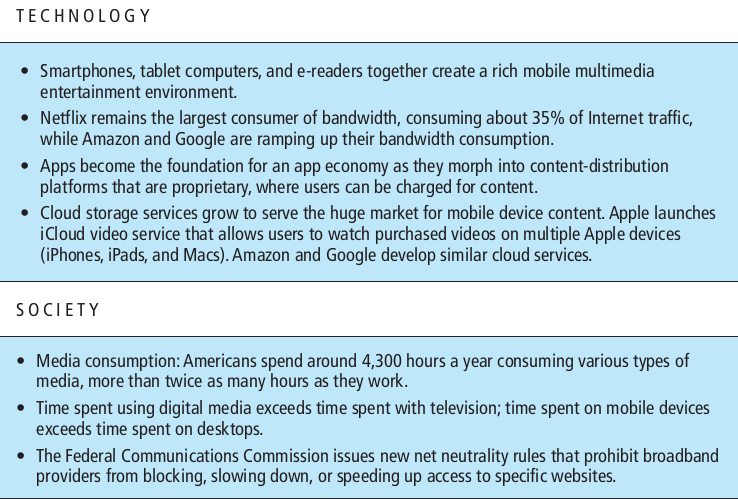 TECHNOLOGY
• Smartphones, tablet computers, and e-readers together create a rich mobile multimedia
entertainment environment.
• Netflix remains the largest consumer of bandwidth, consuming about 35% of Internet traffic,
while Amazon and Google are ramping up their bandwidth consumption.
• Apps become the foundation for an app economy as they morph into content-distribution
platforms that are proprietary, where users can be charged for content.
• Cloud storage services grow to serve the huge market for mobile device content. Apple launches
iCloud video service that allows users to watch purchased videos on multiple Apple devices
(iPhones, iPads, and Macs). Amazon and Google develop similar cloud services.
SOCIETY
• Media consumption: Americans spend around 4,300 hours a year consuming various types of
media, more than twice as many hours as they work.
• Time spent using digital media exceeds time spent with television; time spent on mobile devices
exceeds time spent on desktops.
• The Federal Communications Commission issues new net neutrality rules that prohibit broadband
providers from blocking, slowing down, or speeding up access to specific websites.